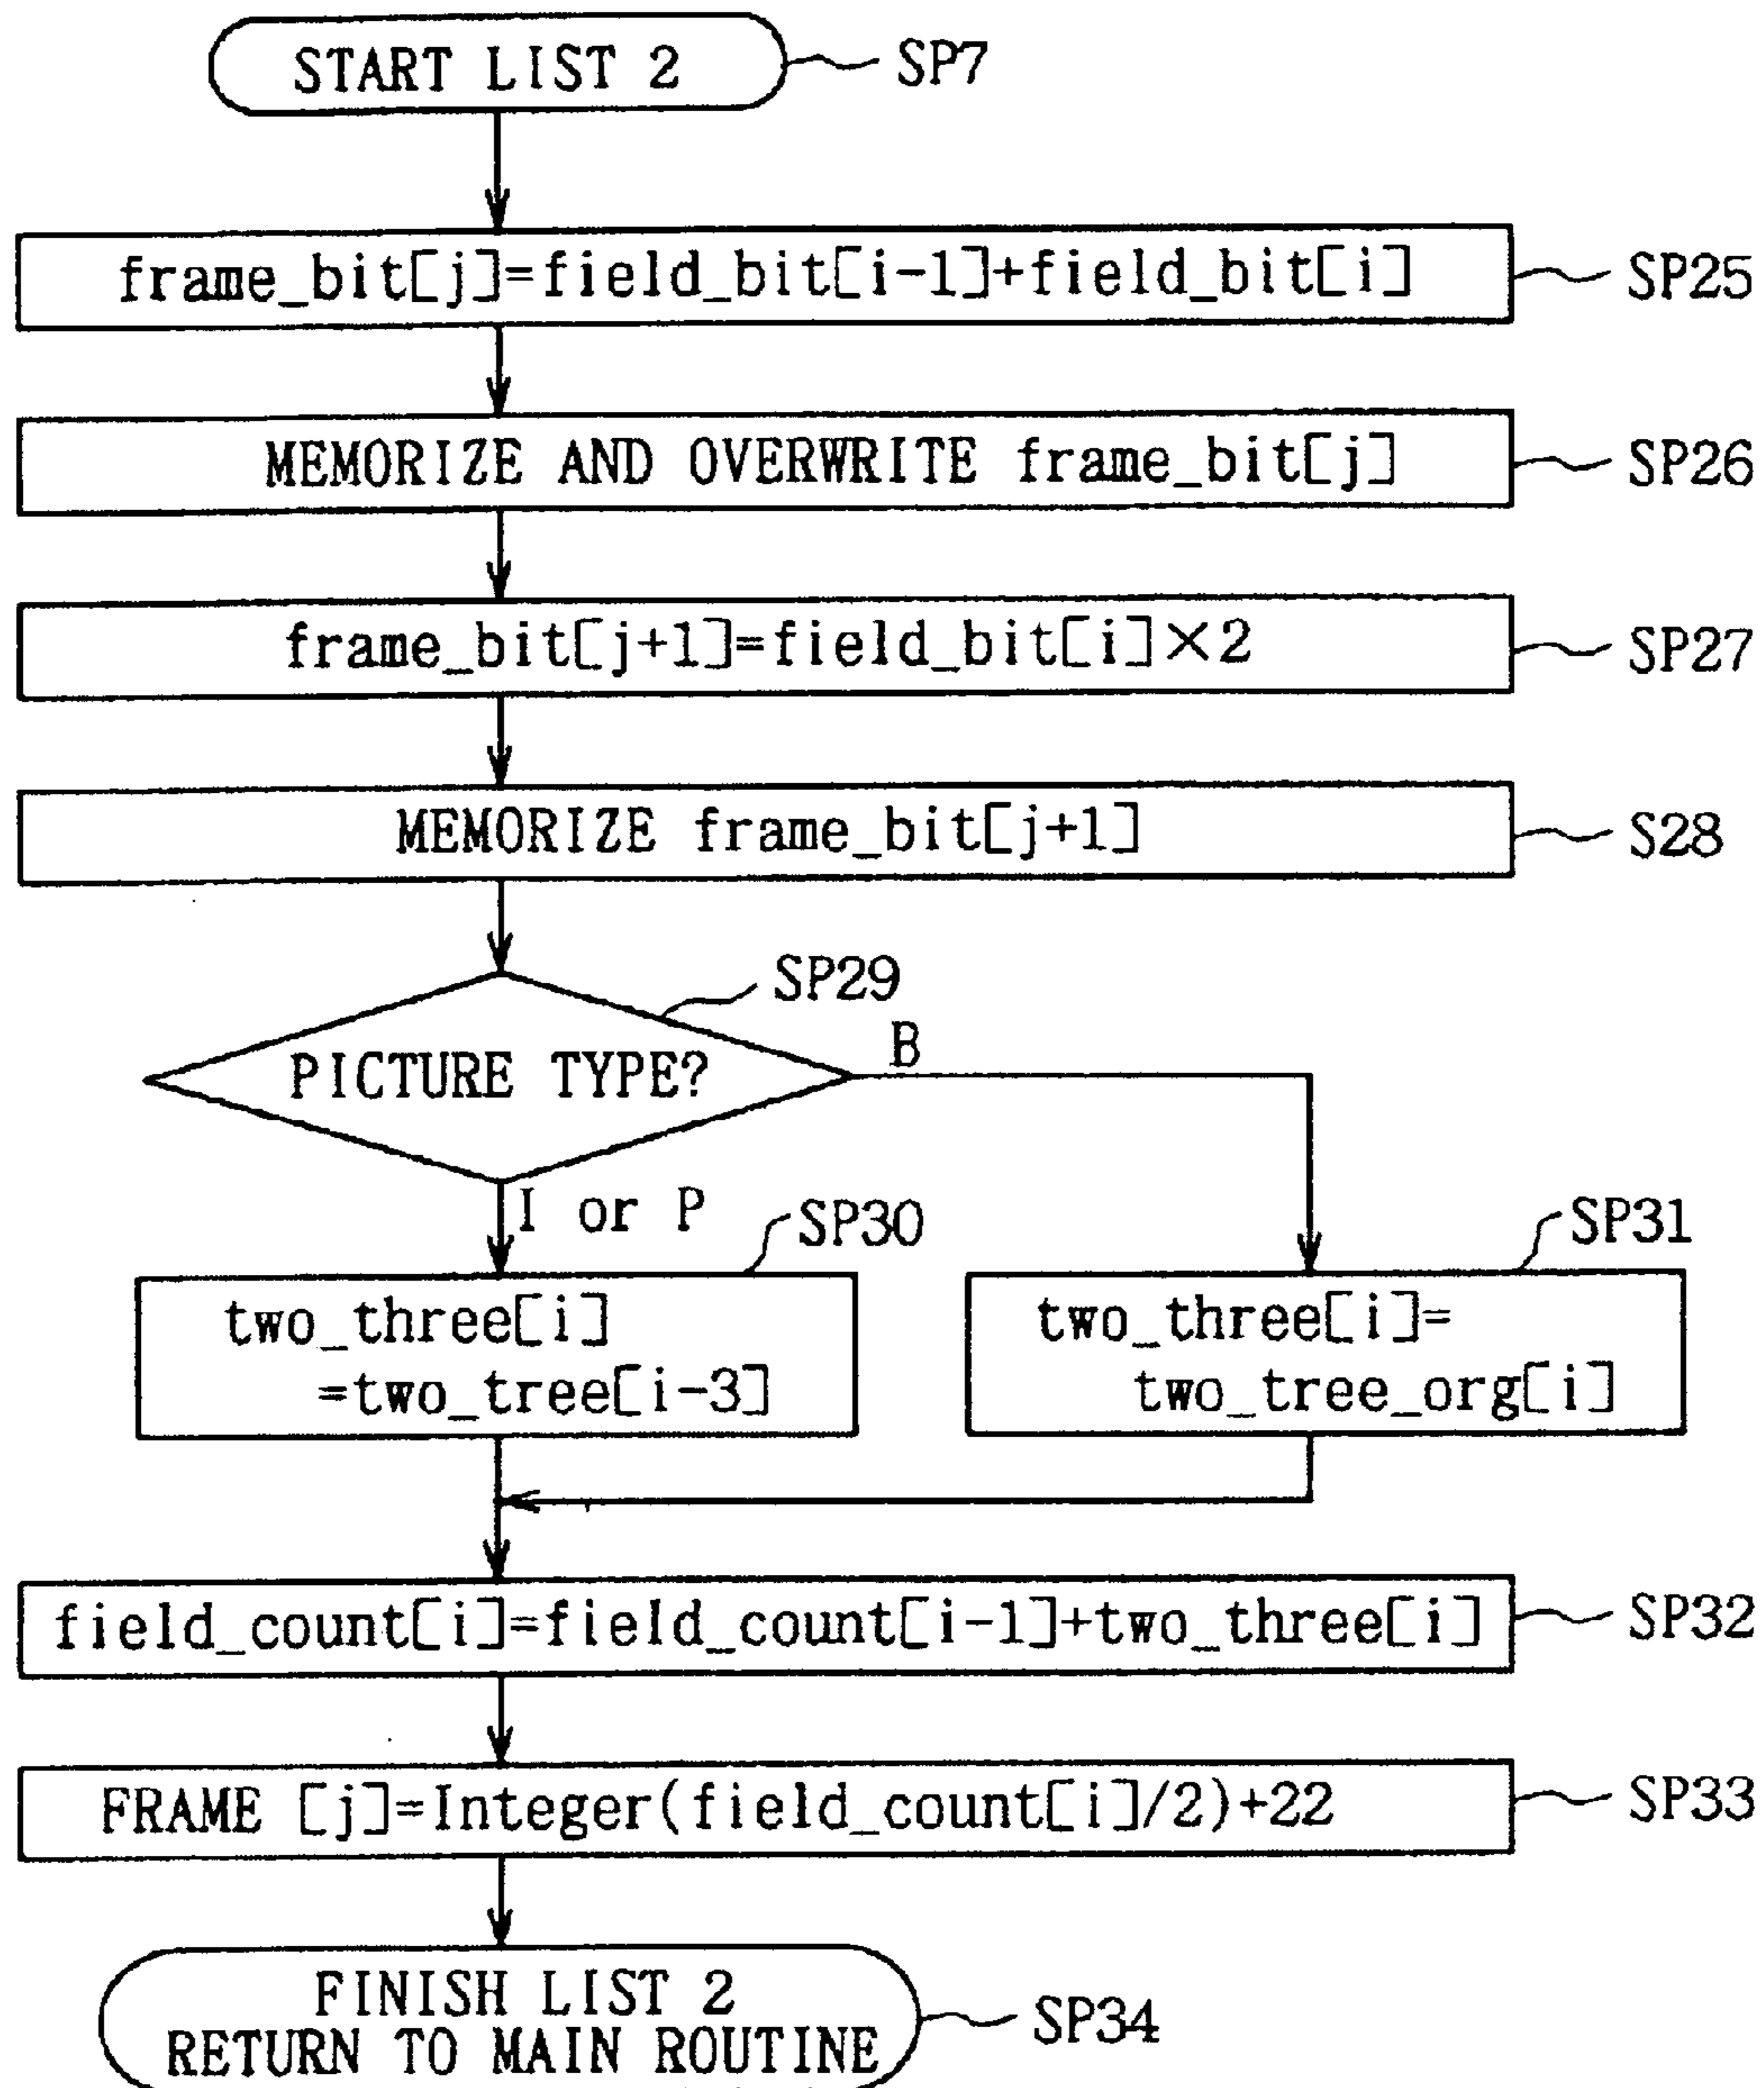 START LIST 2
SP7
frame_bit[j]=field_bit[i-1]+field_bit[i]
SP25
MEMORIZE AND OVERWRITE frame_bit[j]
SP26
frame_bit[j+1]=field_bit[i]×2
SP27
MEMORIZE frame_bit[j+1]
S28
SP29
PICTURE TYPE?
B
I or P
SP30
two_three[i]
=two_tree[i-3]
SP31
two_three[i]=
two_tree_org[i]
field_count[i]=field_count[i-1]+two_three[i]
SP32
FRAME [j]=Integer(field_count[i]/2)+22
SP33
FINISH LIST 2
RETURN TO MAIN ROUTINE
SP34